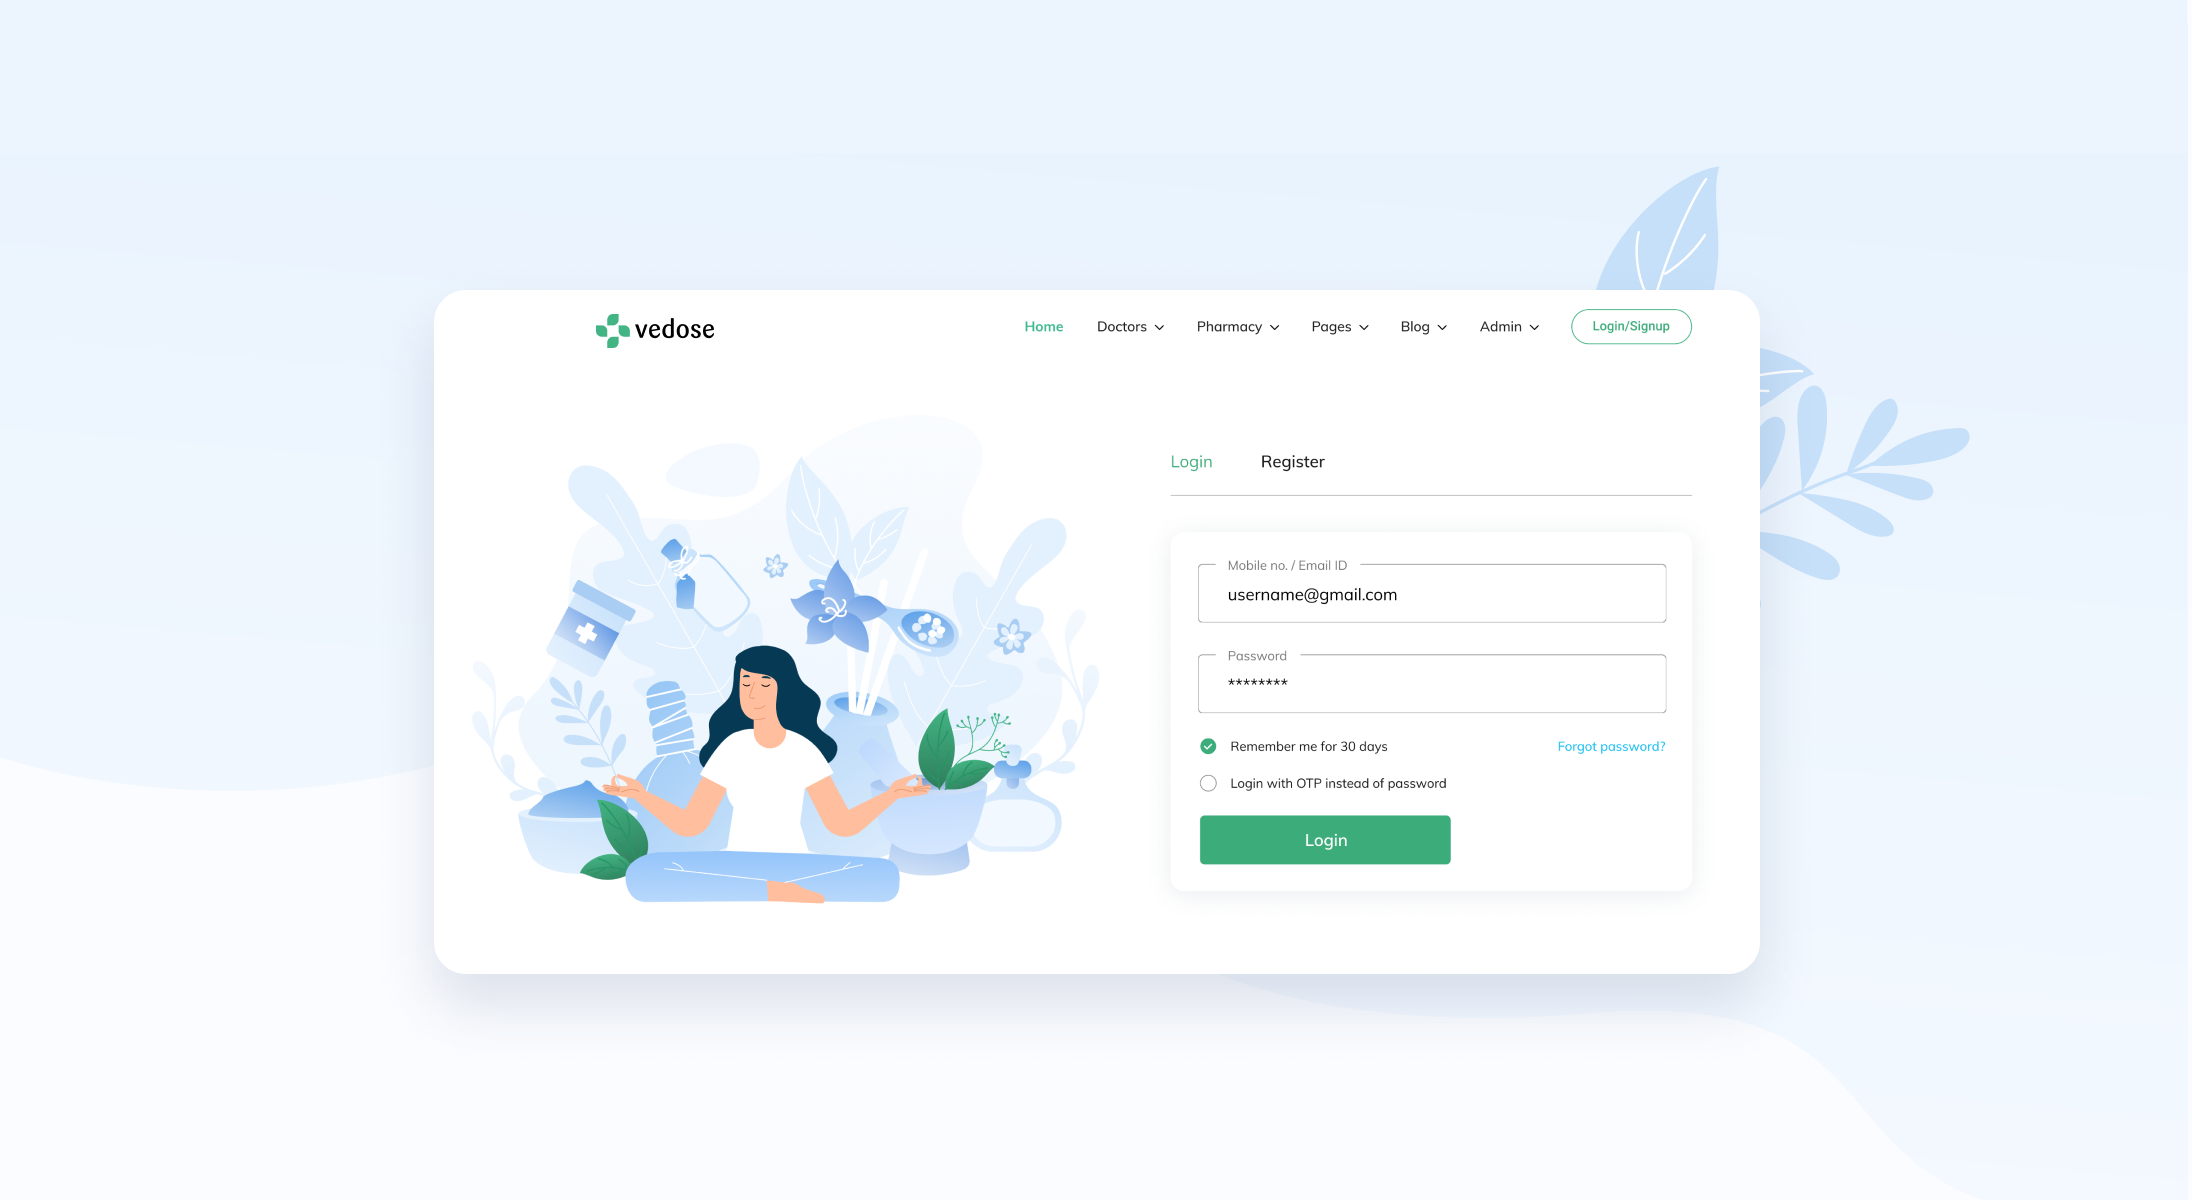 vedose
Home Doctors Pharmacy Pages Blog Admin Login/Signup
Login Register
Mobile no. / Email ID
username@gmail.com
Password
********
Remember me for 30 days Forgot password?
Login with OTP instead of password
Login